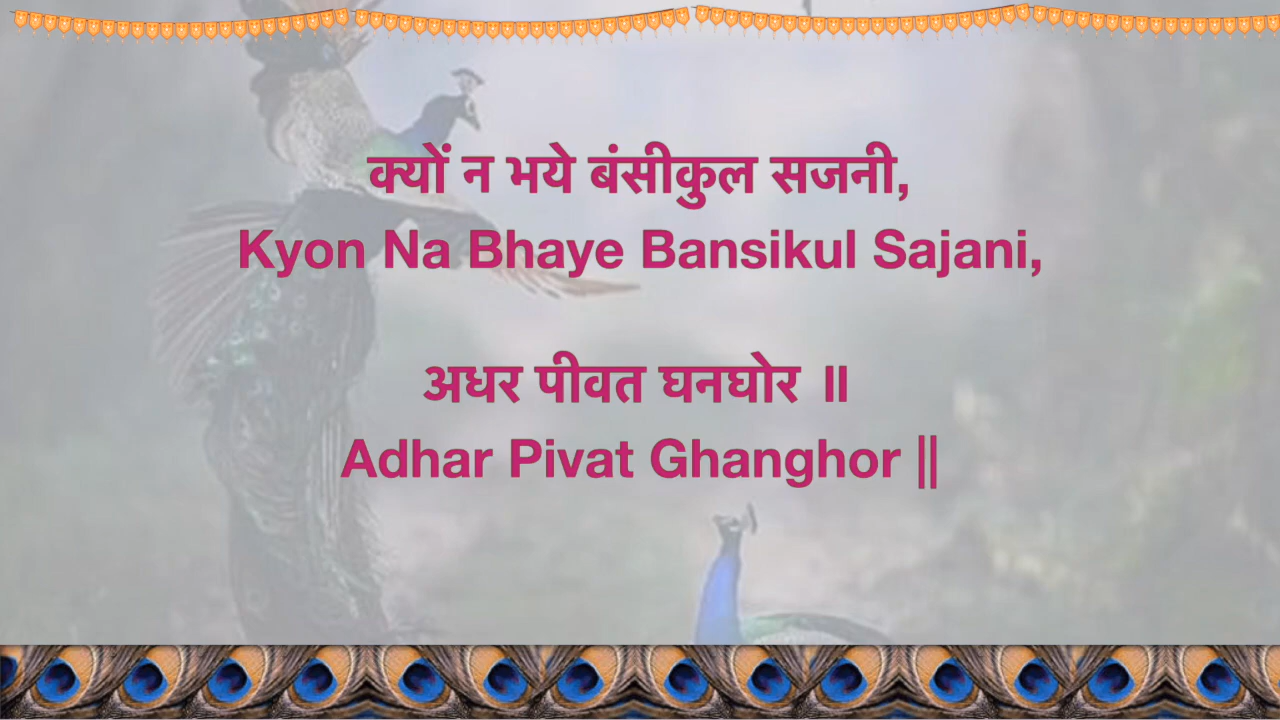 क्यों न भये बंसीकुल सजनी,
Kyon Na Bhaye Bansikul Sajani,
अधर पीवत घनघोर ॥
Adhar Pivat Ghanghor ||